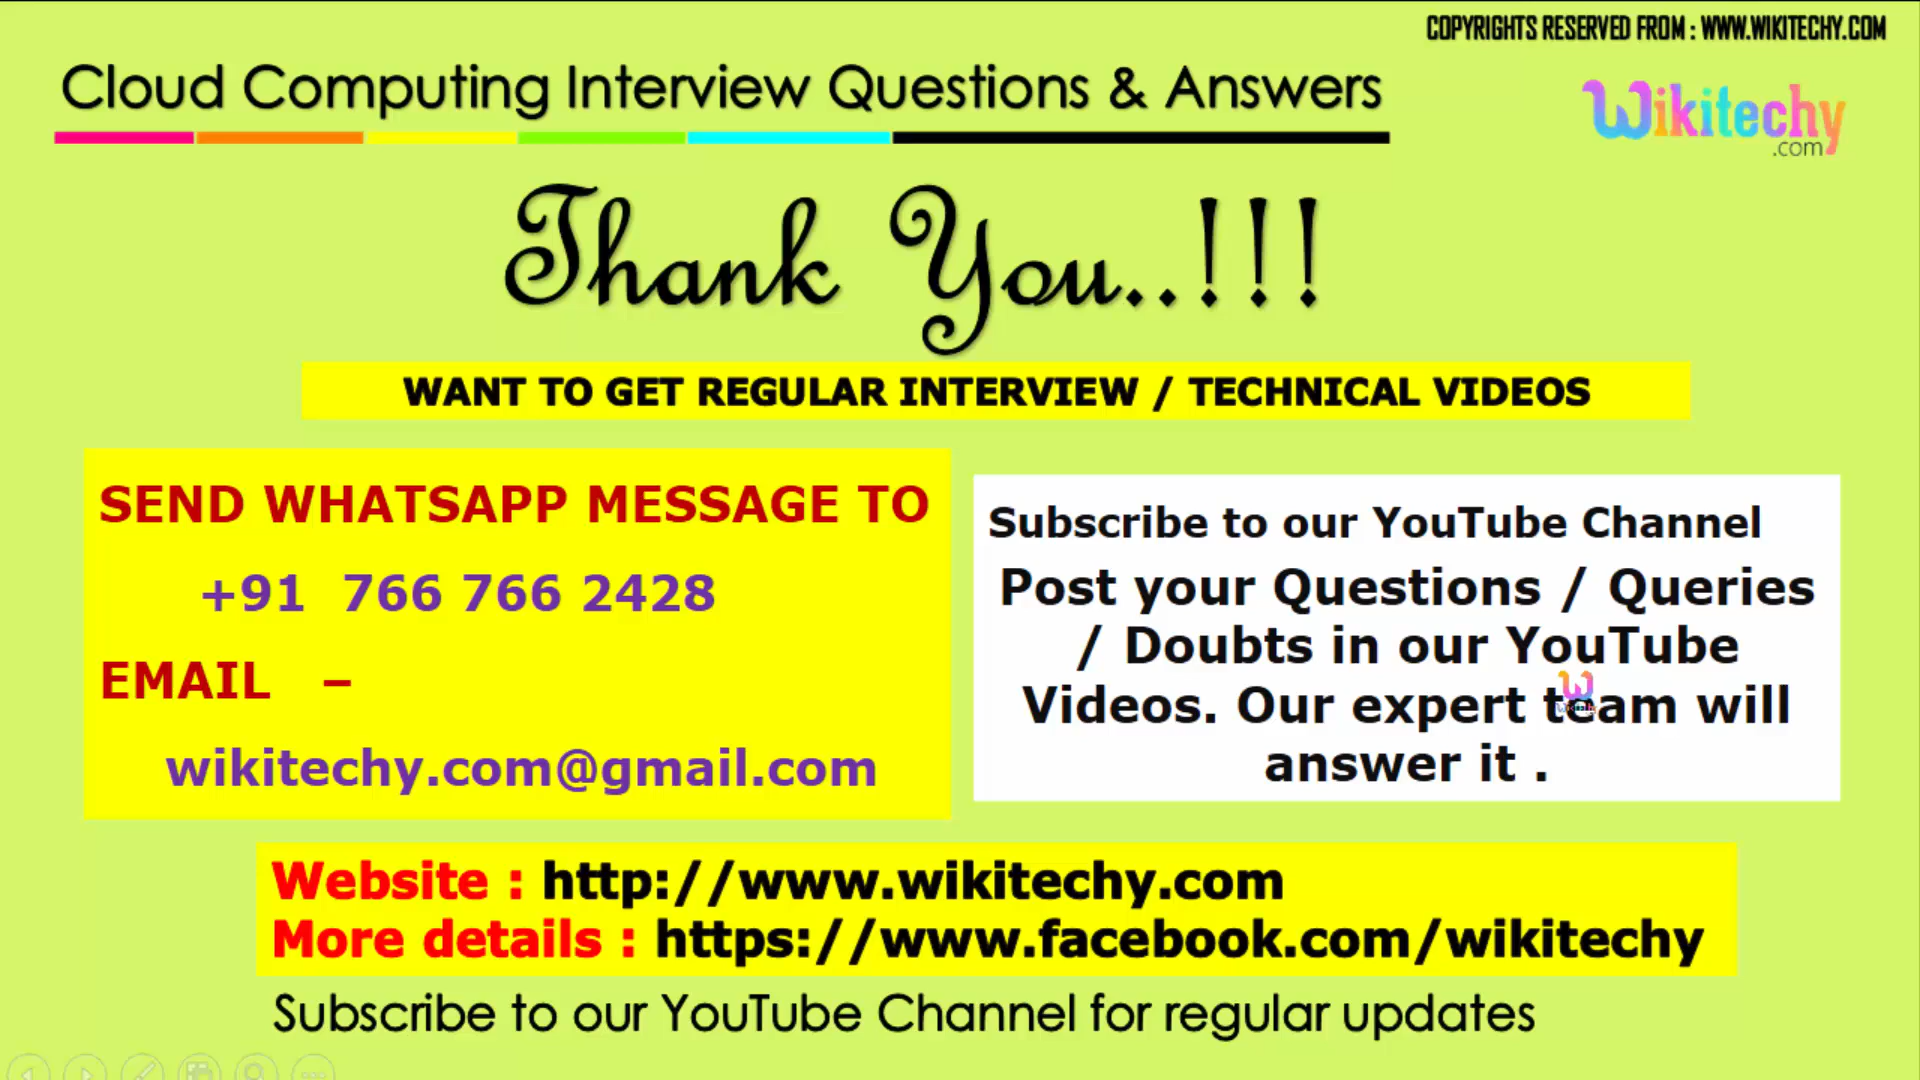 COPYRIGHTS RESERVED FROM : WWW.WIKITECHY.COM
Cloud Computing Interview Questions & Answers
Wikitechy
.com
Thank You..!!!
WANT TO GET REGULAR INTERVIEW / TECHNICAL VIDEOS
SEND WHATSAPP MESSAGE TO
+91 766 766 2428
EMAIL –
wikitechy.com@gmail.com
Subscribe to our YouTube Channel
Post your Questions / Queries
/ Doubts in our YouTube
Videos. Our expert team will
answer it .
Website : http://www.wikitechy.com
More details : https://www.facebook.com/wikitechy
Subscribe to our YouTube Channel for regular updates